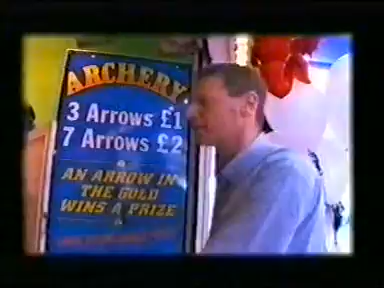 ARCHERY
3 Arrows £1
7 Arrows £2
AN ARROW IN
THE GOLD
WINS A PRIZE